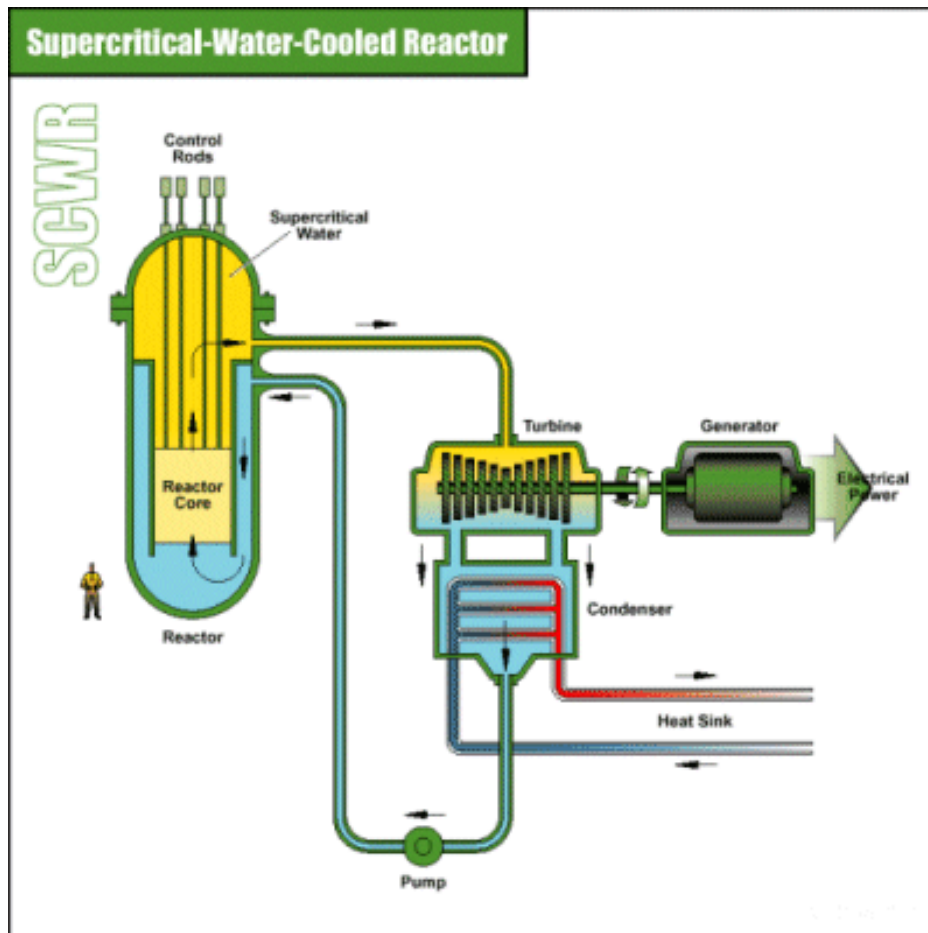 Supercritical-Water-Cooled Reactor
SCWR
Control
Rods
Supercritical
Water
Turbine
Generator
Electrical
Power
Reactor
Core
Condenser
Reactor
Heat Sink
Pump